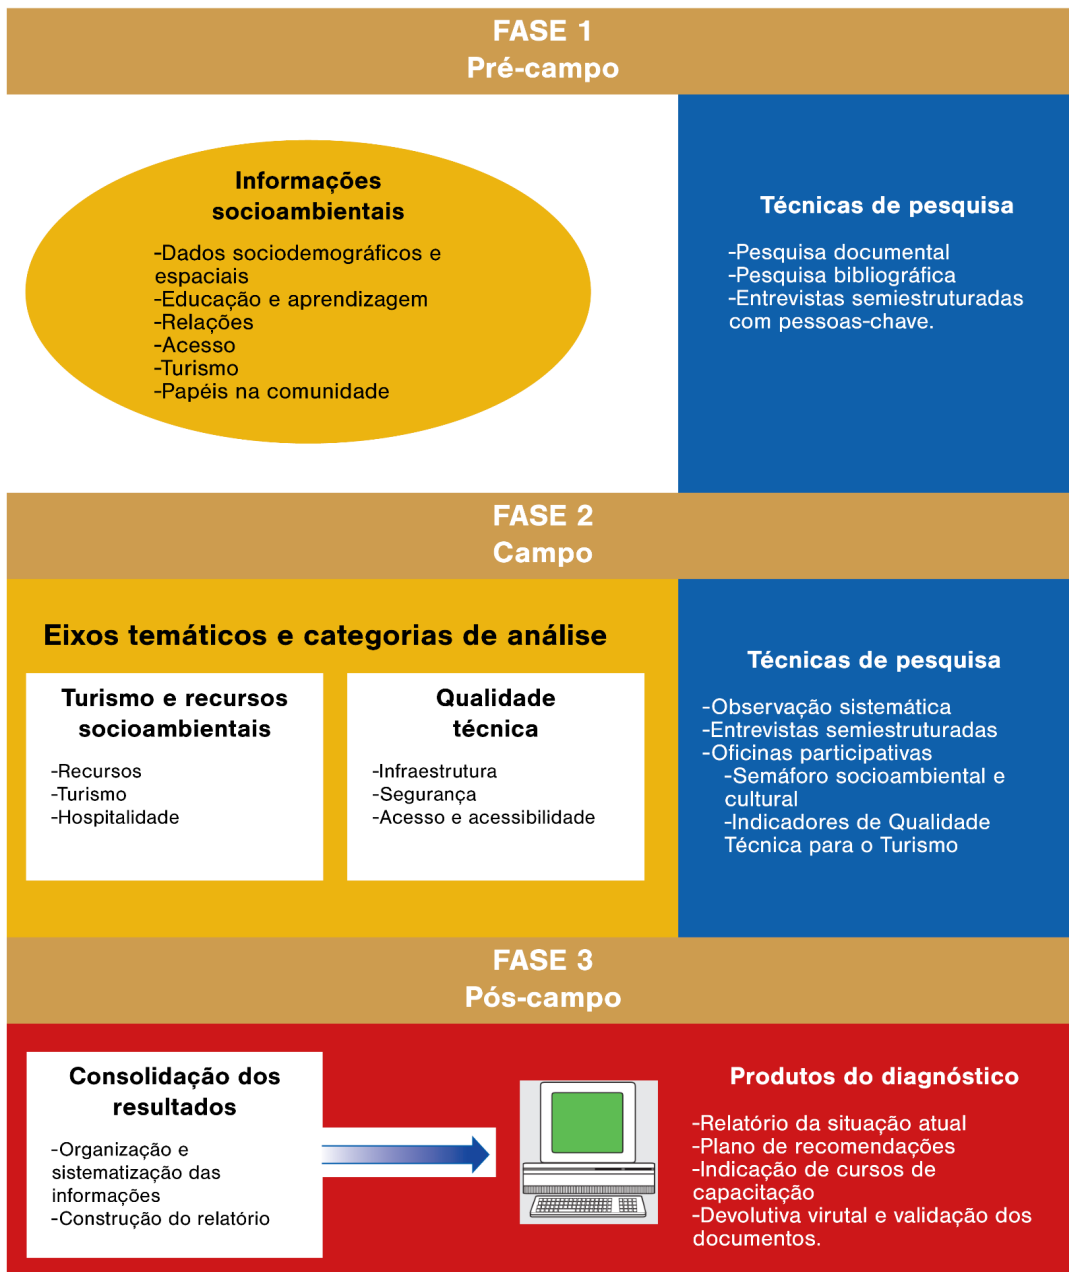 FASE 1
Pré-campo
Informações
socioambientais
-Dados sociodemográficos e
espaciais
-Educação e aprendizagem
-Relações
-Acesso
-Turismo
-Papéis na comunidade
Técnicas de pesquisa
-Pesquisa documental
-Pesquisa bibliográfica
-Entrevistas semiestruturadas
com pessoas-chave.
FASE 2
Campo
Eixos temáticos e categorias de análise
Turismo e recursos
socioambientais
-Recursos
-Turismo
-Hospitalidade
Qualidade
técnica
-Infraestrutura
-Segurança
-Acesso e acessibilidade
Técnicas de pesquisa
-Observação sistemática
-Entrevistas semiestruturadas
-Oficinas participativas
-Semáforo socioambiental e
cultural
-Indicadores de Qualidade
Técnica para o Turismo
FASE 3
Pós-campo
Consolidação dos
resultados
-Organização e
sistematização das
informações
-Construção do relatório
Produtos do diagnóstico
-Relatório da situação atual
-Plano de recomendações
-Indicação de cursos de
capacitação
-Devolutiva virutal e validação dos
documentos.